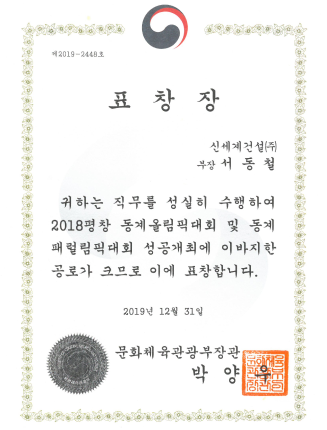 제2019-2448호
표 창 장
신세계건설㈜
부장 서 동 철
귀하는 직무를 성실히 수행하여
2018평창 동계올림픽대회 및 동계
패럴림픽대회 성공개최에 이바지한
공로가 크므로 이에 표창합니다.
2019년 12월 31일
문화체육관광부장관
박 양 우